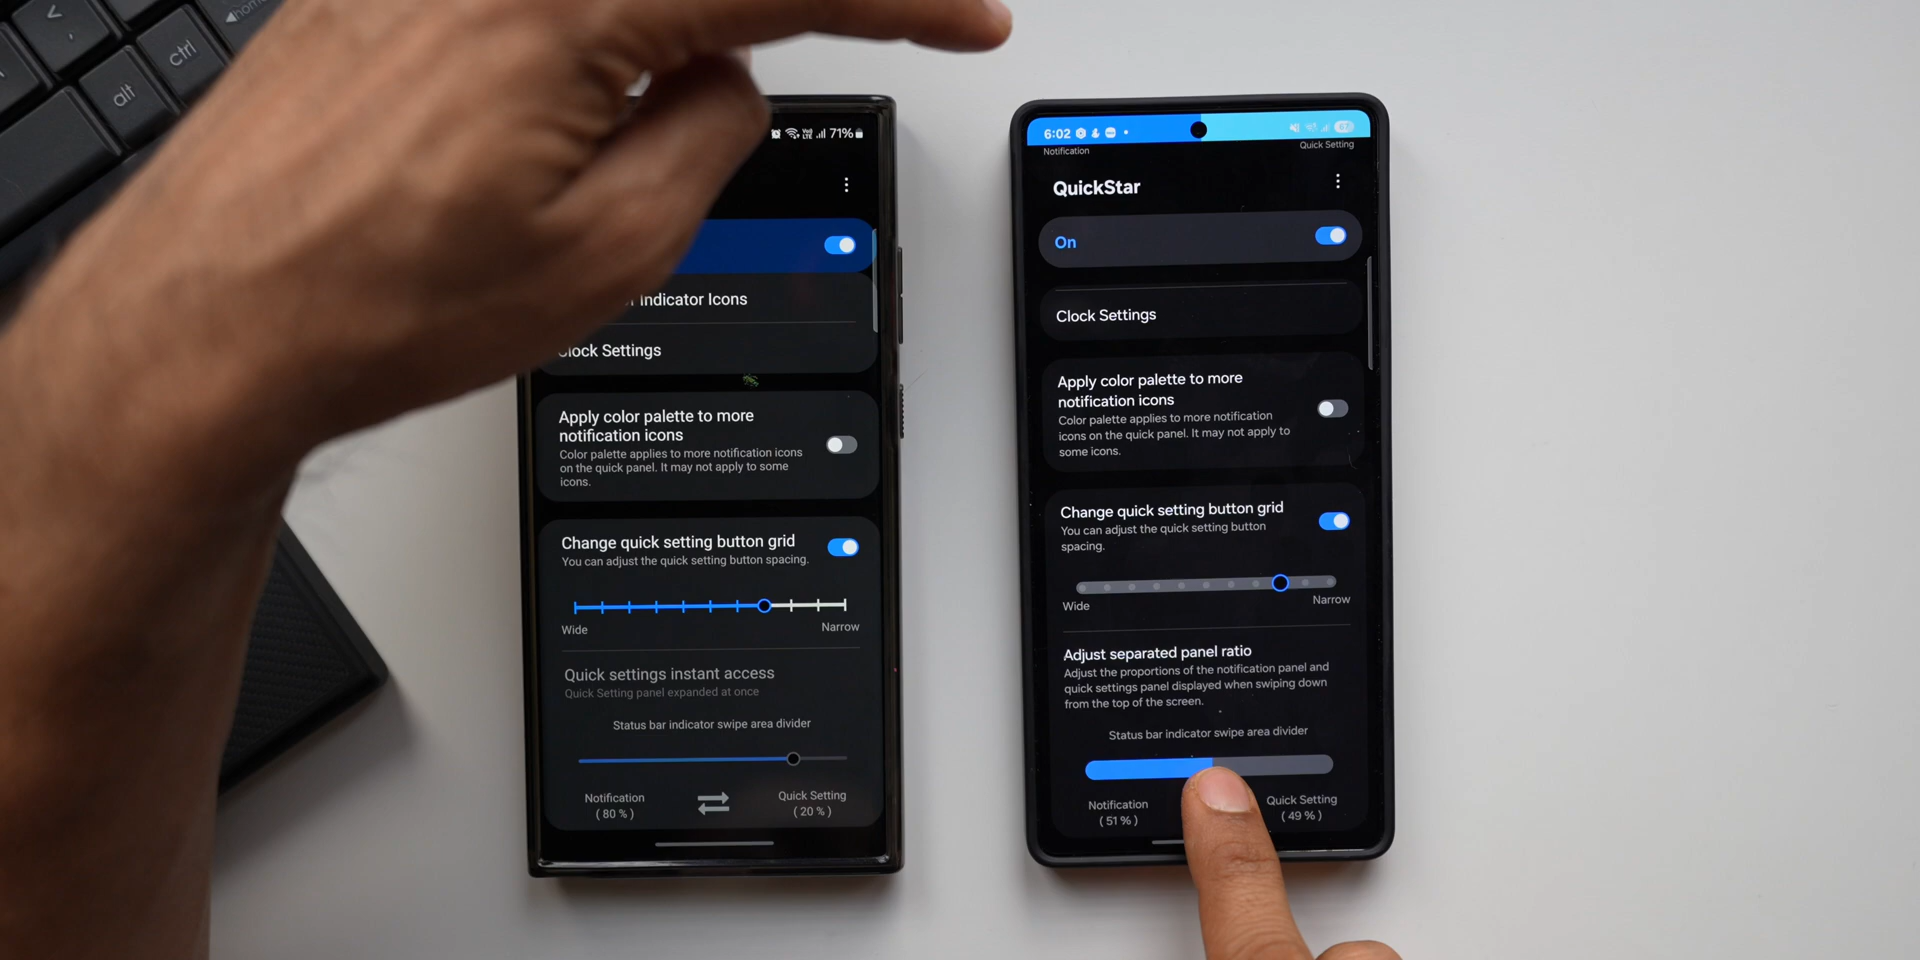 ctrl
alt
71%
Indicator Icons
Clock Settings
Apply color palette to more
notification icons
Color palette applies to more notification icons
on the quick panel. It may not apply to some
icons.
Change quick setting button grid
You can adjust the quick setting button spacing.
Wide
Narrow
Quick settings instant access
Quick Setting panel expanded at once
Status bar indicator swipe area divider
Notification
Quick Setting
( 80 % )
( 20 % )
6:02
Notification
Quick Setting
QuickStar
On
Clock Settings
Apply color palette to more
notification icons
Color palette applies to more notification
icons on the quick panel. It may not apply to
some icons.
Change quick setting button grid
You can adjust the quick setting button
spacing.
Wide
Narrow
Adjust separated panel ratio
Adjust the proportions of the notification panel and
quick settings panel displayed when swiping down
from the top of the screen.
Status bar indicator swipe area divider
Notification
Quick Setting
( 51 % )
( 49 % )